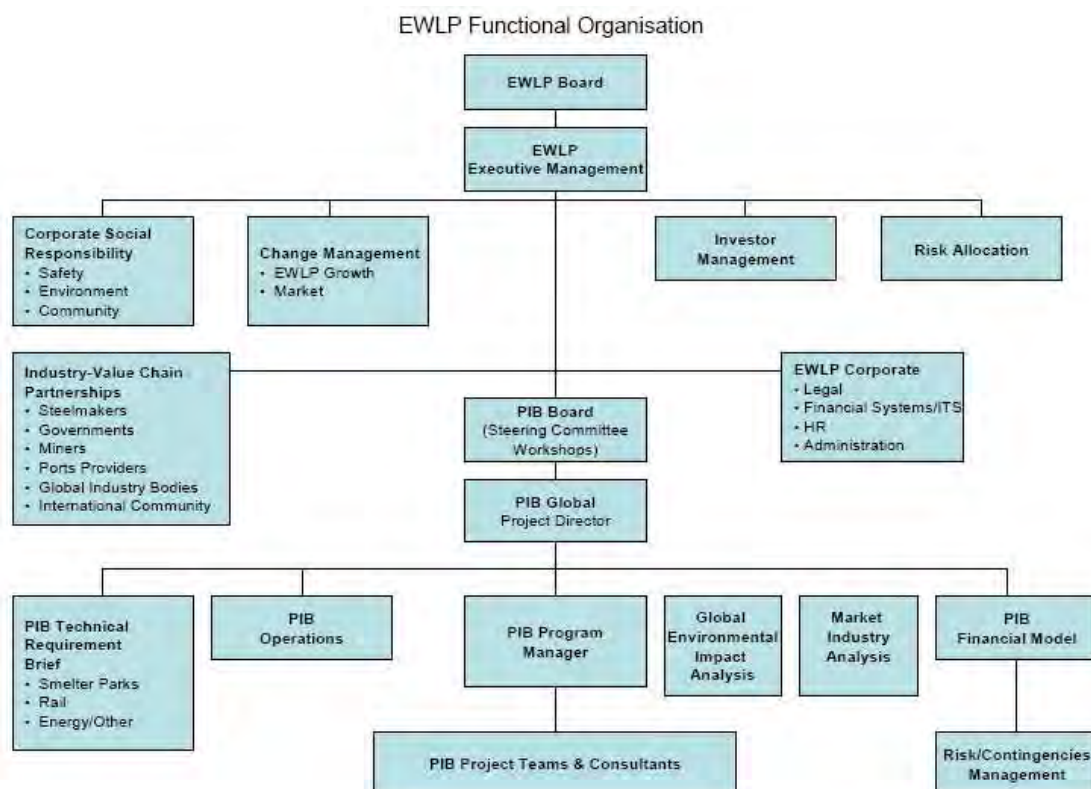 EWLP Functional Organisation
EWLP Board
EWLP
Executive Management
Corporate Social
Responsibility
• Safety
• Environment
• Community
Change Management
• EWLP Growth
• Market
Investor
Management
Risk Allocation
Industry-Value Chain
Partnerships
• Steelmakers
• Governments
• Miners
• Ports Providers
• Global Industry Bodies
• International Community
EWLP Corporate
• Legal
• Financial Systems/ITS
• HR
• Administration
PIB Board
(Steering Committee
Workshops)
PIB Global
Project Director
PIB Technical
Requirement
Brief
• Smelter Parks
• Rail
• Energy/Other
PIB
Operations
PIB Program
Manager
Global
Environmental
Impact
Analysis
Market
Industry
Analysis
PIB
Financial Model
PIB Project Teams & Consultants
Risk/Contingencies
Management